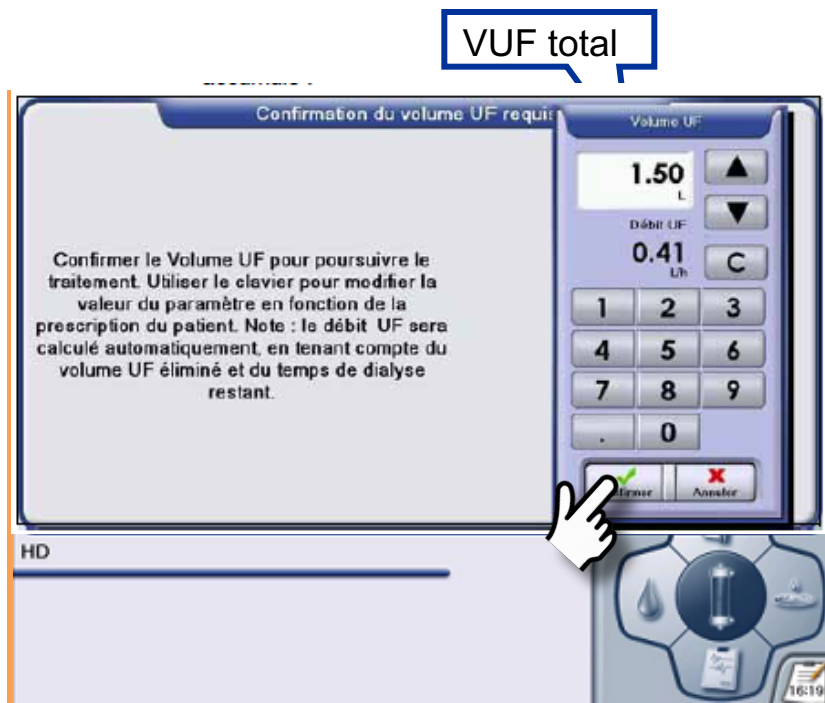 VUF total
Confirmation du volume UF requis
Volume UF
1.50
L
Débit UF
0.41
L/h
C
Confirmer le Volume UF pour poursuivre le
traitement. Utiliser le clavier pour modifier la
valeur du paramètre en fonction de la
prescription du patient. Note : le débit UF sera
calculé automatiquement, en tenant compte du
volume UF éliminé et du temps de dialyse
restant.
1 2 3
4 5 6
7 8 9
. 0
Annuler
HD
16:19